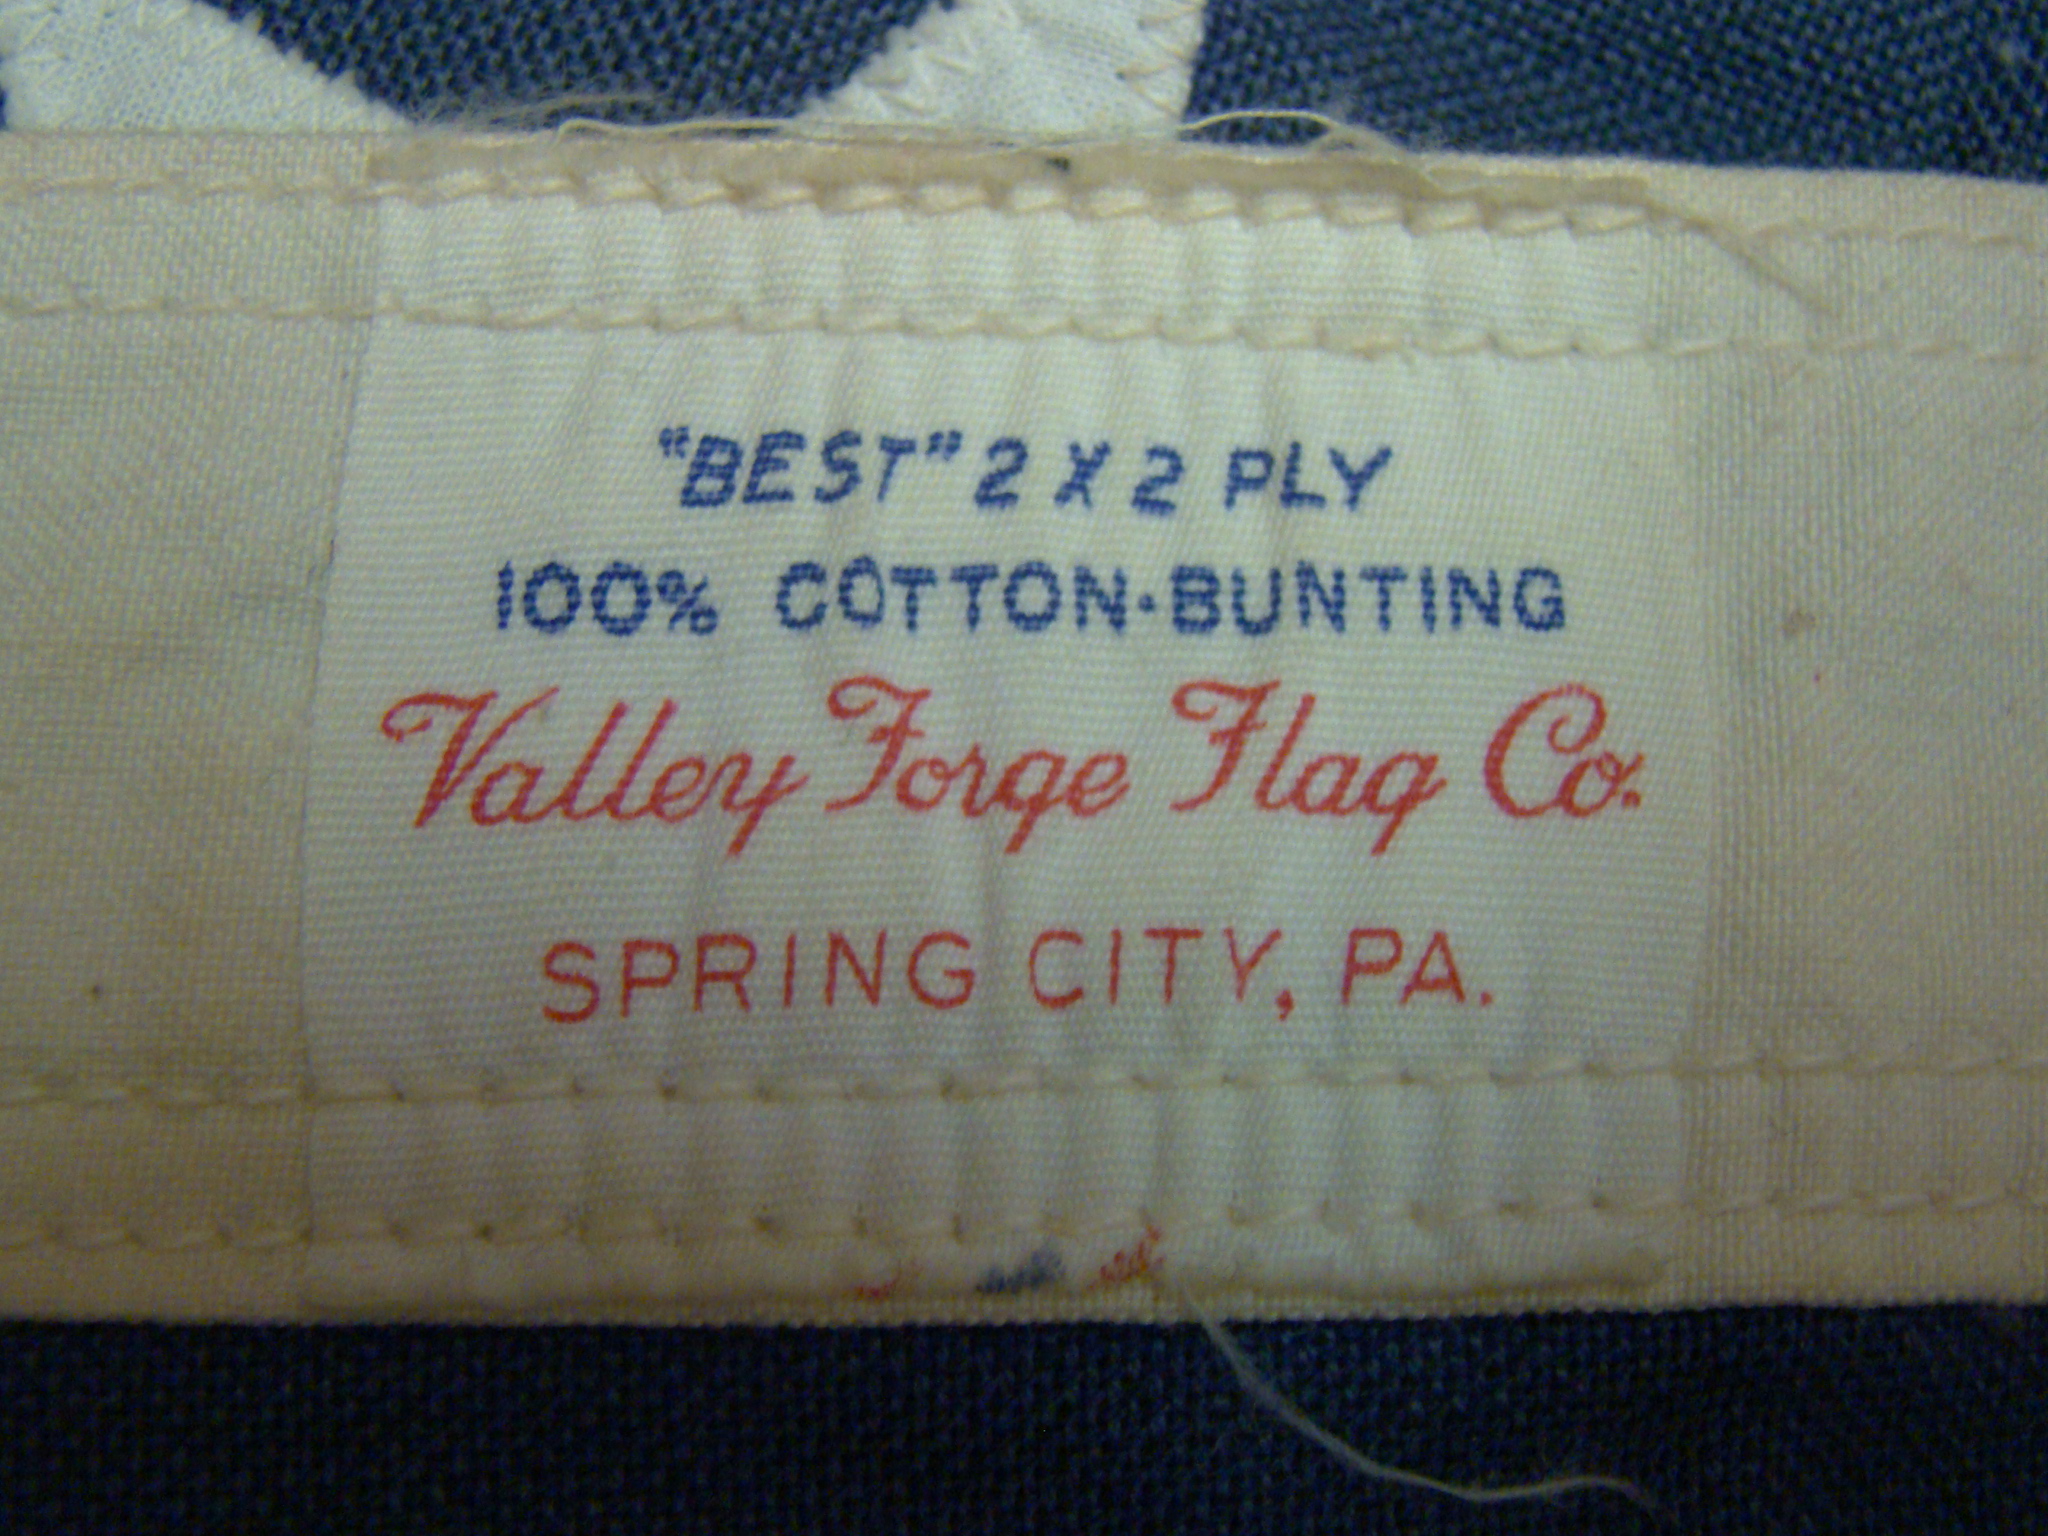 "BEST" 2 X 2 PLY
100% COTTON·BUNTING
Valley Forge Flag Co.
SPRING CITY, PA.